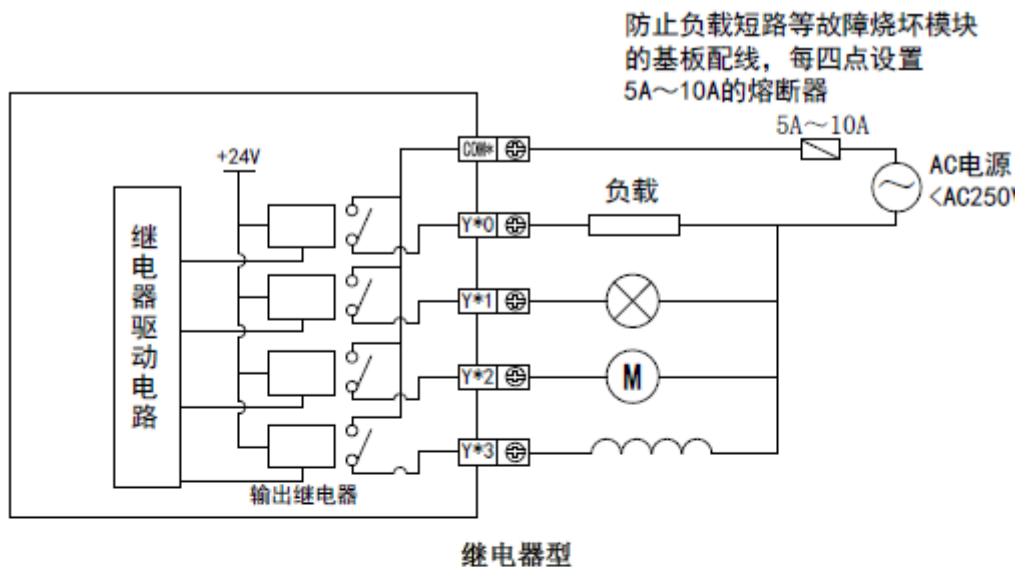 防止负载短路等故障烧坏模块
的基板配线，每四点设置
5A～10A的熔断器
5A～10A
COM*
+24V
AC电源
<AC250V
负载
Y*0
继电器驱动电路
Y*1
Y*2
M
Y*3
输出继电器
继电器型